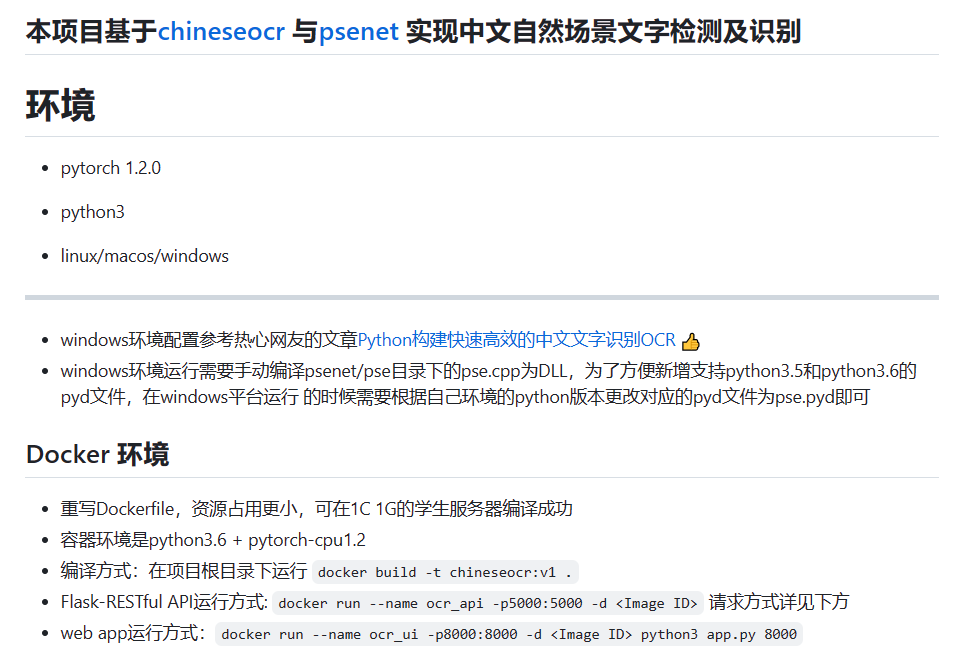 本项目基于chineseocr 与psenet 实现中文自然场景文字检测及识别
环境
pytorch 1.2.0
python3
linux/macos/windows
windows环境配置参考热心网友的文章Python构建快速高效的中文文字识别OCR 👍
windows环境运行需要手动编译psenet/pse目录下的pse.cpp为DLL，为了方便新增支持python3.5和python3.6的
pyd文件，在windows平台运行 的时候需要根据自己环境的python版本更改对应的pyd文件为pse.pyd即可
Docker 环境
重写Dockerfile，资源占用更小，可在1C 1G的学生服务器编译成功
容器环境是python3.6 + pytorch-cpu1.2
编译方式：在项目根目录下运行 docker build -t chineseocr:v1 .
Flask-RESTful API运行方式: docker run --name ocr_api -p5000:5000 -d <Image ID> 请求方式详见下方
web app运行方式： docker run --name ocr_ui -p8000:8000 -d <Image ID> python3 app.py 8000